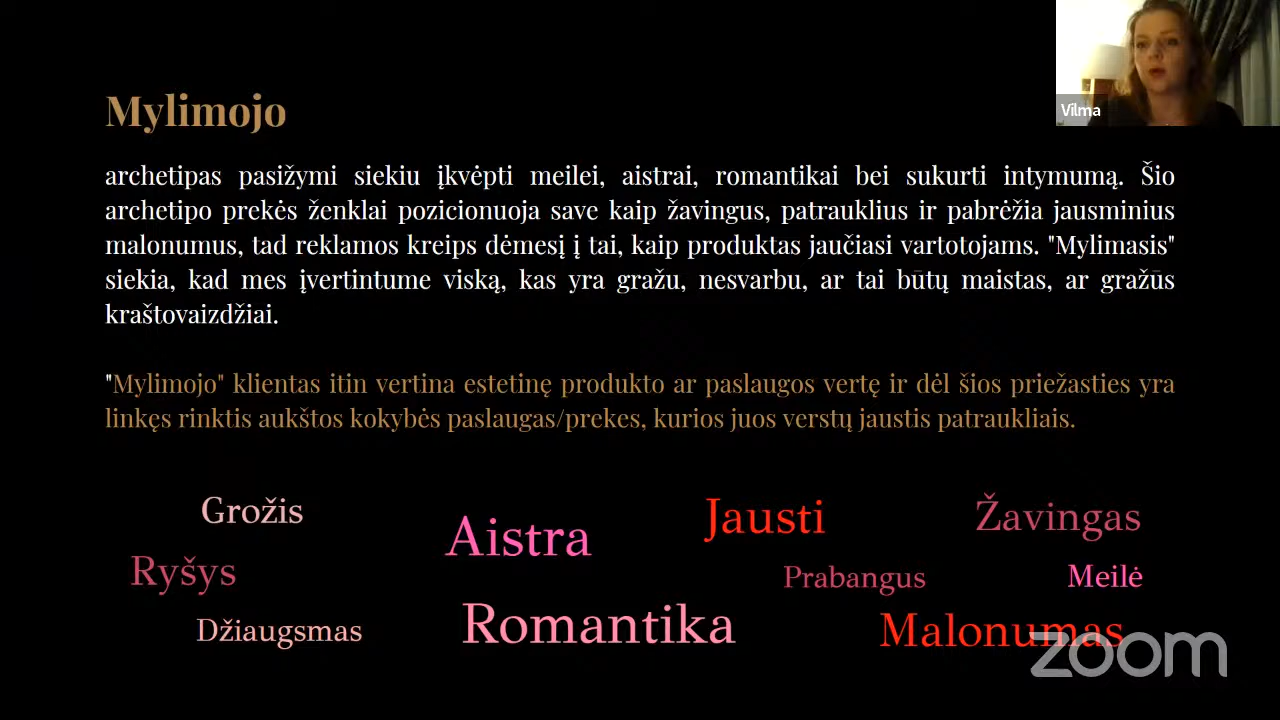 Vilma
Mylimojo
archetipas pasižymi siekiu įkvėpti meilei, aistrai, romantikai bei sukurti intymumą. Šio
archetipo prekės ženklai pozicionuoja save kaip žavingus, patrauklius ir pabrėžia jausminius
malonumus, tad reklamos kreips dėmesį į tai, kaip produktas jaučiasi vartotojams. "Mylimasis"
siekia, kad mes įvertintume viską, kas yra gražu, nesvarbu, ar tai būtų maistas, ar gražūs
kraštovaizdžiai.
"Mylimojo" klientas itin vertina estetinę produkto ar paslaugos vertę ir dėl šios priežasties yra
linkęs rinktis aukštos kokybės paslaugas/prekes, kurios juos verstų jaustis patraukliais.
Grožis
Aistra
Jausti
Žavingas
Ryšys
Prabangus
Meilė
Džiaugsmas
Romantika
Malonumas
zoom